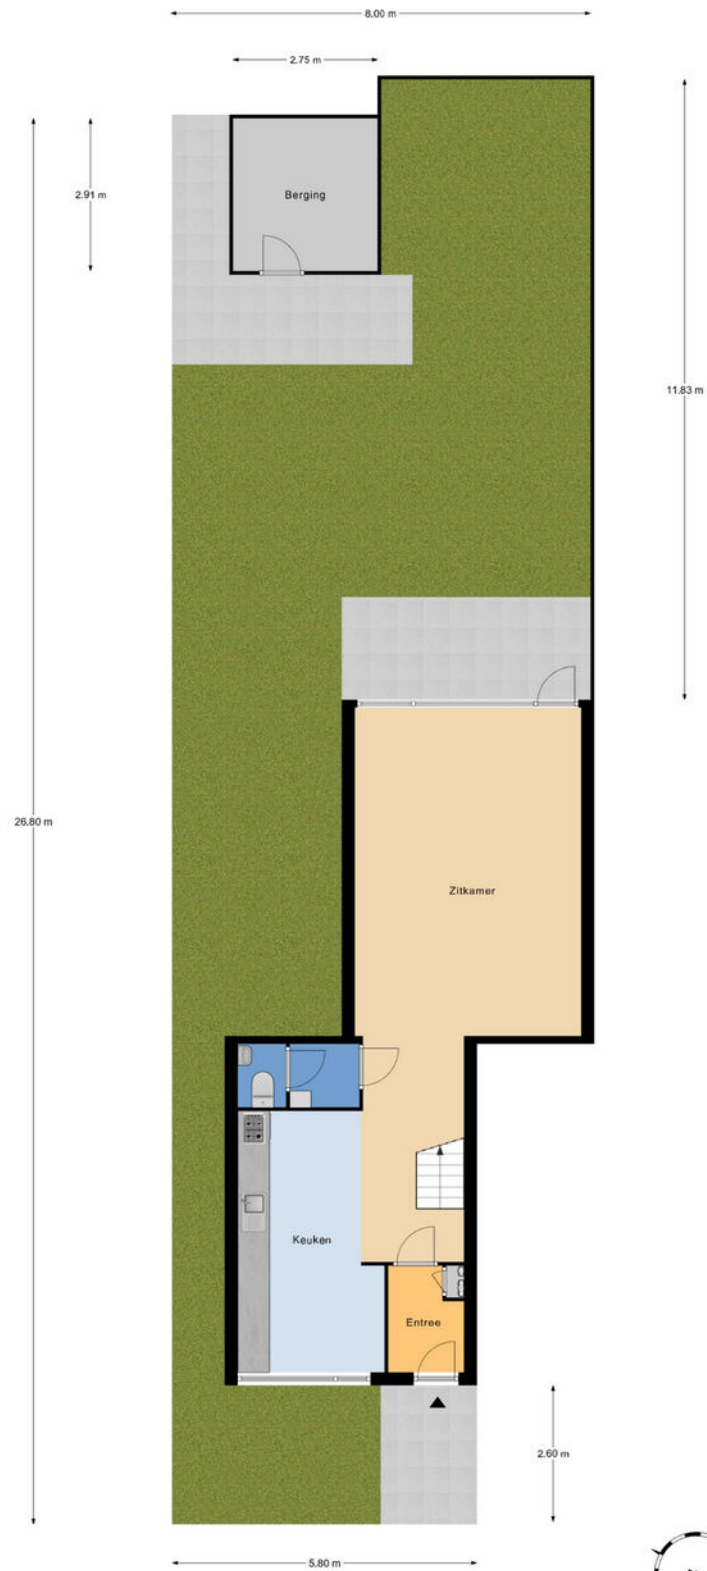 8.00 m
2.75 m
2.91 m
Berging
11.83 m
26.80 m
Zitkamer
Keuken
Entree
2.60 m
5.80 m